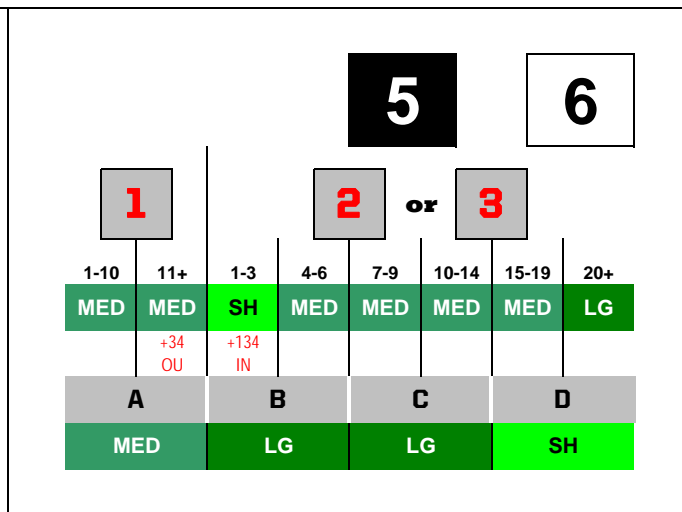 5 6
1 2 or 3
1-10 11+ 1-3 4-6 7-9 10-14 15-19 20+
MED MED SH MED MED MED MED LG
+34 +134
OU IN
A B C D
MED LG LG SH